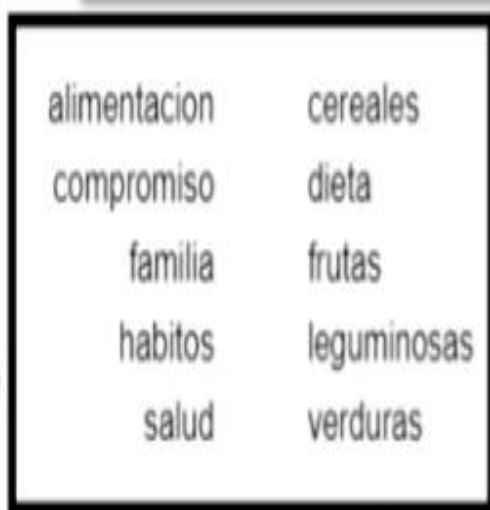 alimentacion cereales
compromiso dieta
familia frutas
habitos leguminosas
salud verduras